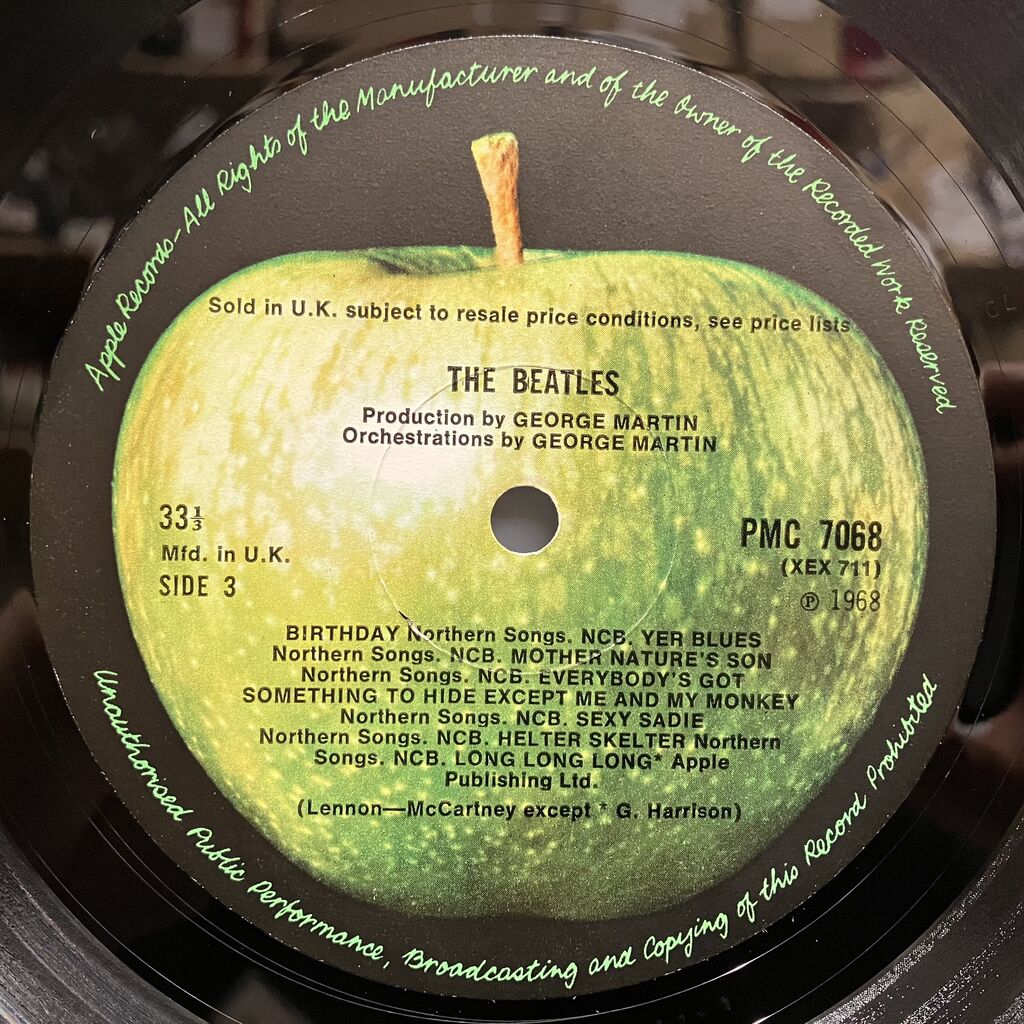 Apple Records-All Rights of the Manufacturer and of the Owner of the Recorded Work Reserved
Sold in U.K. subject to resale price conditions, see price lists
THE BEATLES
Production by GEORGE MARTIN
Orchestrations by GEORGE MARTIN
33⅓
Mfd. in U.K.
SIDE 3
PMC 7068
(XEX 711)
℗ 1968
BIRTHDAY Northern Songs. NCB. YER BLUES
Northern Songs. NCB. MOTHER NATURE'S SON
Northern Songs. NCB. EVERYBODY'S GOT
SOMETHING TO HIDE EXCEPT ME AND MY MONKEY
Northern Songs. NCB. SEXY SADIE
Northern Songs. NCB. HELTER SKELTER Northern
Songs. NCB. LONG LONG LONG* Apple
Publishing Ltd.
(Lennon—McCartney except * G. Harrison)
Unauthorised Public Performance, Broadcasting and Copying of this Record Prohibited